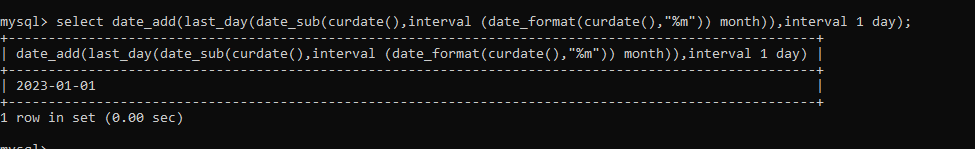 mysql> select date_add(last_day(date_sub(curdate(),interval (date_format(curdate(),"%m")) month)),interval 1 day);
+-----------------------------------------------------------------------------------------------------+
| date_add(last_day(date_sub(curdate(),interval (date_format(curdate(),"%m")) month)),interval 1 day) |
+-----------------------------------------------------------------------------------------------------+
| 2023-01-01                                                                                          |
+-----------------------------------------------------------------------------------------------------+
1 row in set (0.00 sec)
mysql>